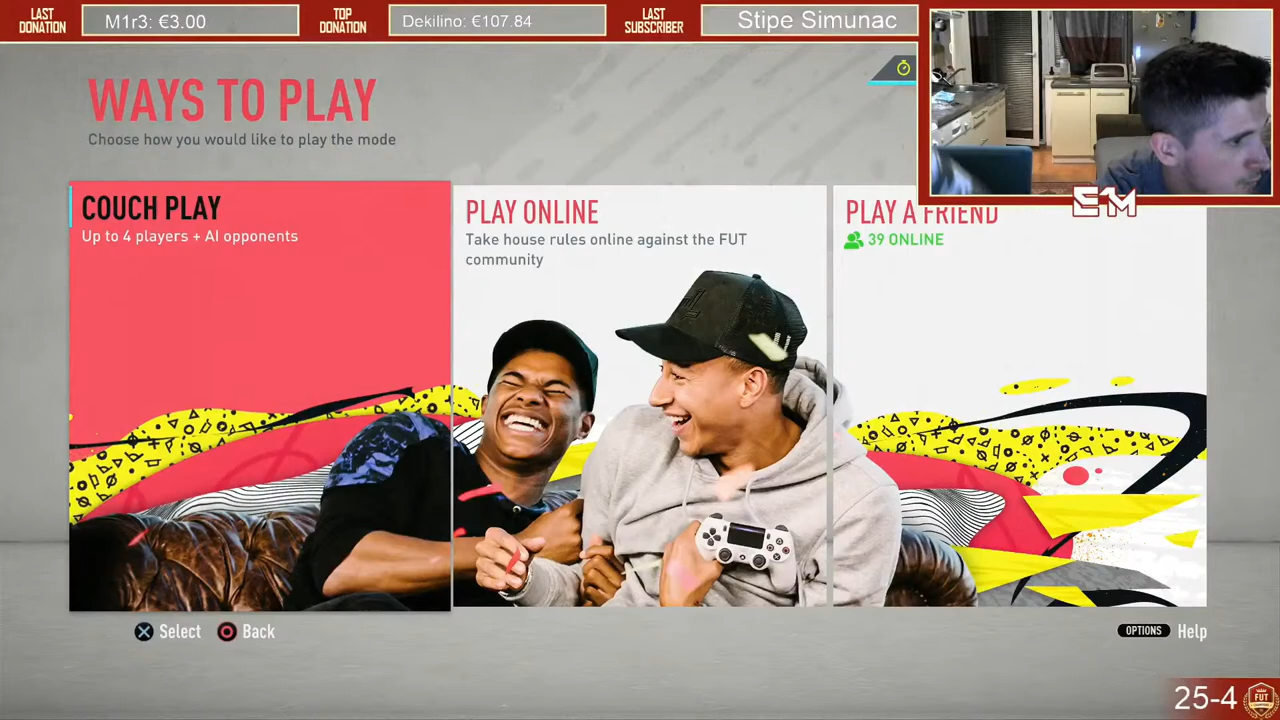 LAST
DONATION
M1r3: €3.00
TOP
DONATION
Dekilino: €107.84
LAST
SUBSCRIBER
Stipe Simunac
WAYS TO PLAY
Choose how you would like to play the mode
COUCH PLAY
Up to 4 players + AI opponents
PLAY ONLINE
Take house rules online against the FUT
community
PLAY A FRIEND
39 ONLINE
EM
Select
Back
OPTIONS
Help
25-4
FUT